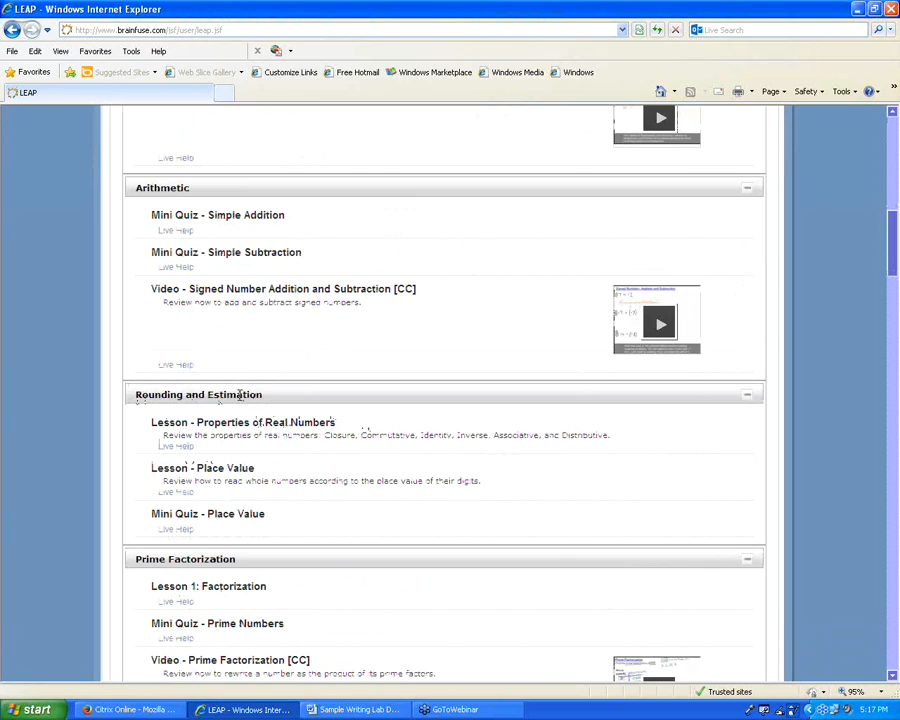 LEAP - Windows Internet Explorer
http://www.brainfuse.com/jsf/user/leap.jsf
Live Search
File Edit View Favorites Tools Help
Favorites Suggested Sites Web Slice Gallery Customize Links Free Hotmail Windows Marketplace Windows Media Windows
LEAP
Page Safety Tools
Live Help
Arithmetic
Mini Quiz - Simple Addition
Live Help
Mini Quiz - Simple Subtraction
Live Help
Video - Signed Number Addition and Subtraction [CC]
Review how to add and subtract signed numbers.
Live Help
Rounding and Estimation
Lesson - Properties of Real Numbers
Review the properties of real numbers: Closure, Commutative, Identity, Inverse, Associative, and Distributive.
Live Help
Lesson - Place Value
Review how to read whole numbers according to the place value of their digits.
Live Help
Mini Quiz - Place Value
Live Help
Prime Factorization
Lesson 1: Factorization
Live Help
Mini Quiz - Prime Numbers
Live Help
Video - Prime Factorization [CC]
Review how to rewrite a number as the product of its prime factors.
Trusted sites 95%
start Citrix Online - Mozilla ... LEAP - Windows Inter... Sample Writing Lab D... GoToWebinar 5:17 PM